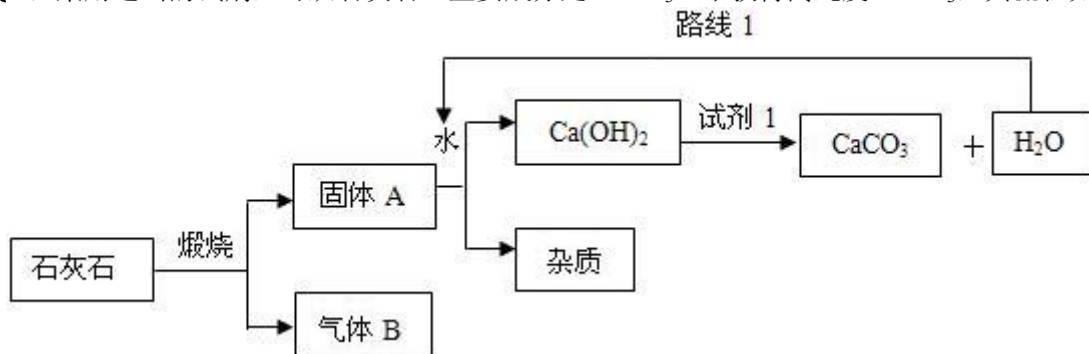 路线 1
水
Ca(OH)2
试剂 1
CaCO₃
+
H₂O
固体 A
石灰石
煅烧
杂质
气体 B